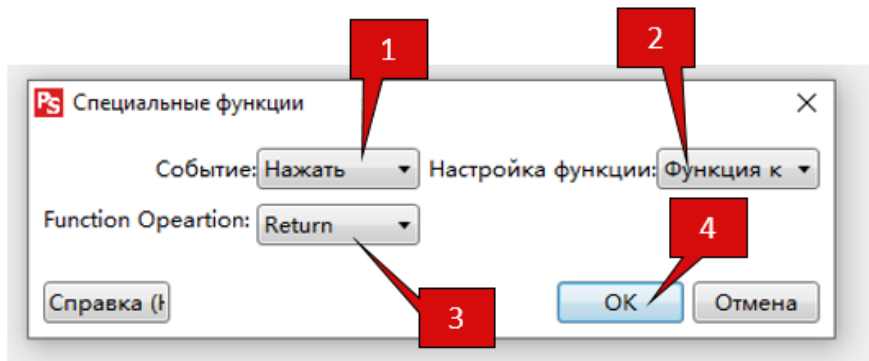 1
2
PS Специальные функции
Событие: Нажать Настройка функции: Функция к
Function Opeartion: Return
4
Справка (Н OK Отмена
3